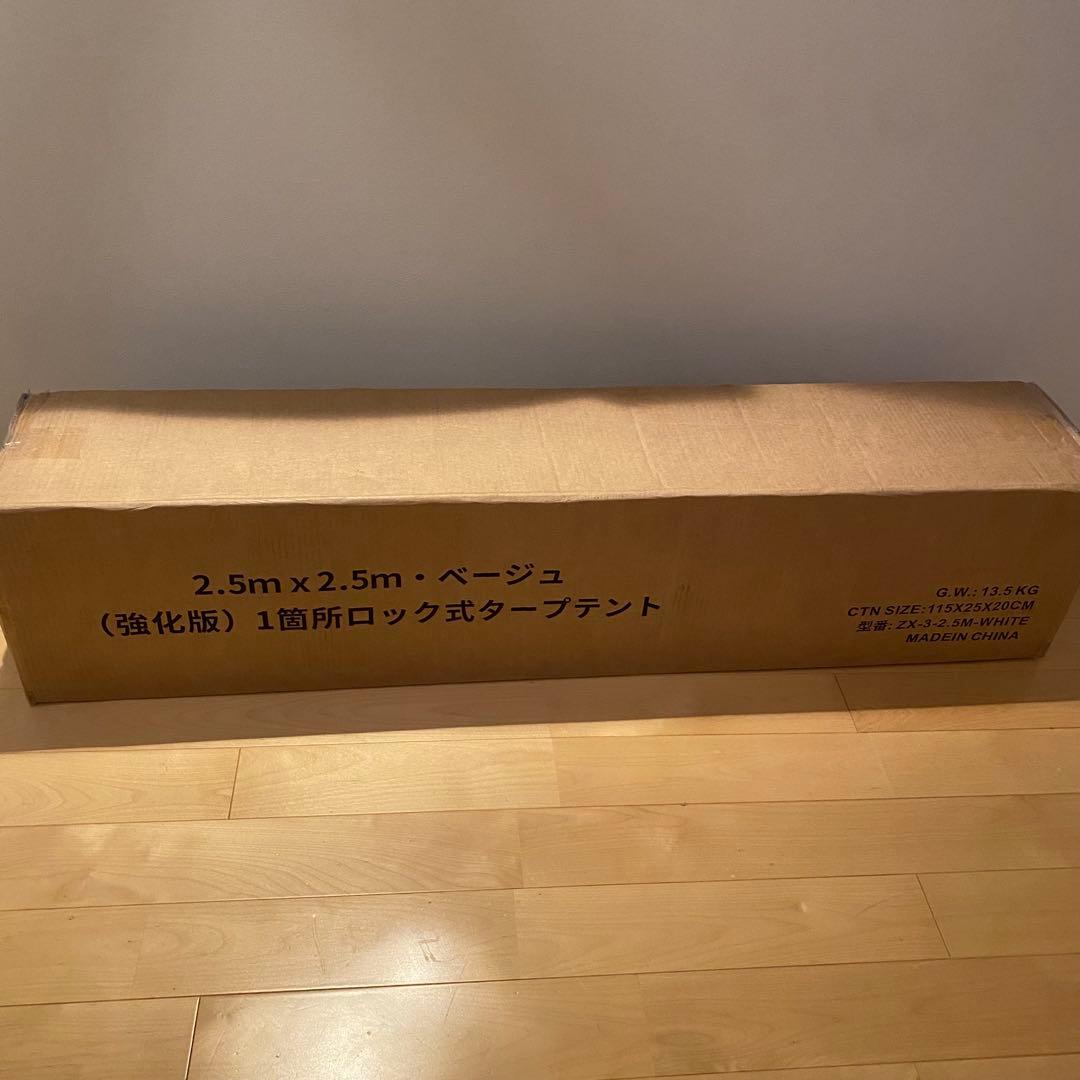 2.5m x 2.5m・ベージュ
（強化版）1箇所ロック式タープテント
G.W.: 13.5 KG
CTN SIZE:115X25X20CM
型番: ZX-3-2.5M-WHITE
MADEIN CHINA